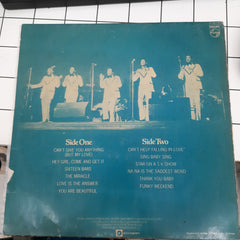 PHILIPS
Side One
CAN'T GIVE YOU ANYTHING
(BUT MY LOVE)
HEY GIRL, COME AND GET IT
SIXTEEN BARS
THE MIRACLE
LOVE IS THE ANSWER
YOU ARE BEAUTIFUL
Side Two
CAN'T HELP FALLING IN LOVE
SING BABY SING
STAR ON A T.V. SHOW
NA-NA IS THE SADDEST WORD
THANK YOU BABY
FUNKY WEEKEND